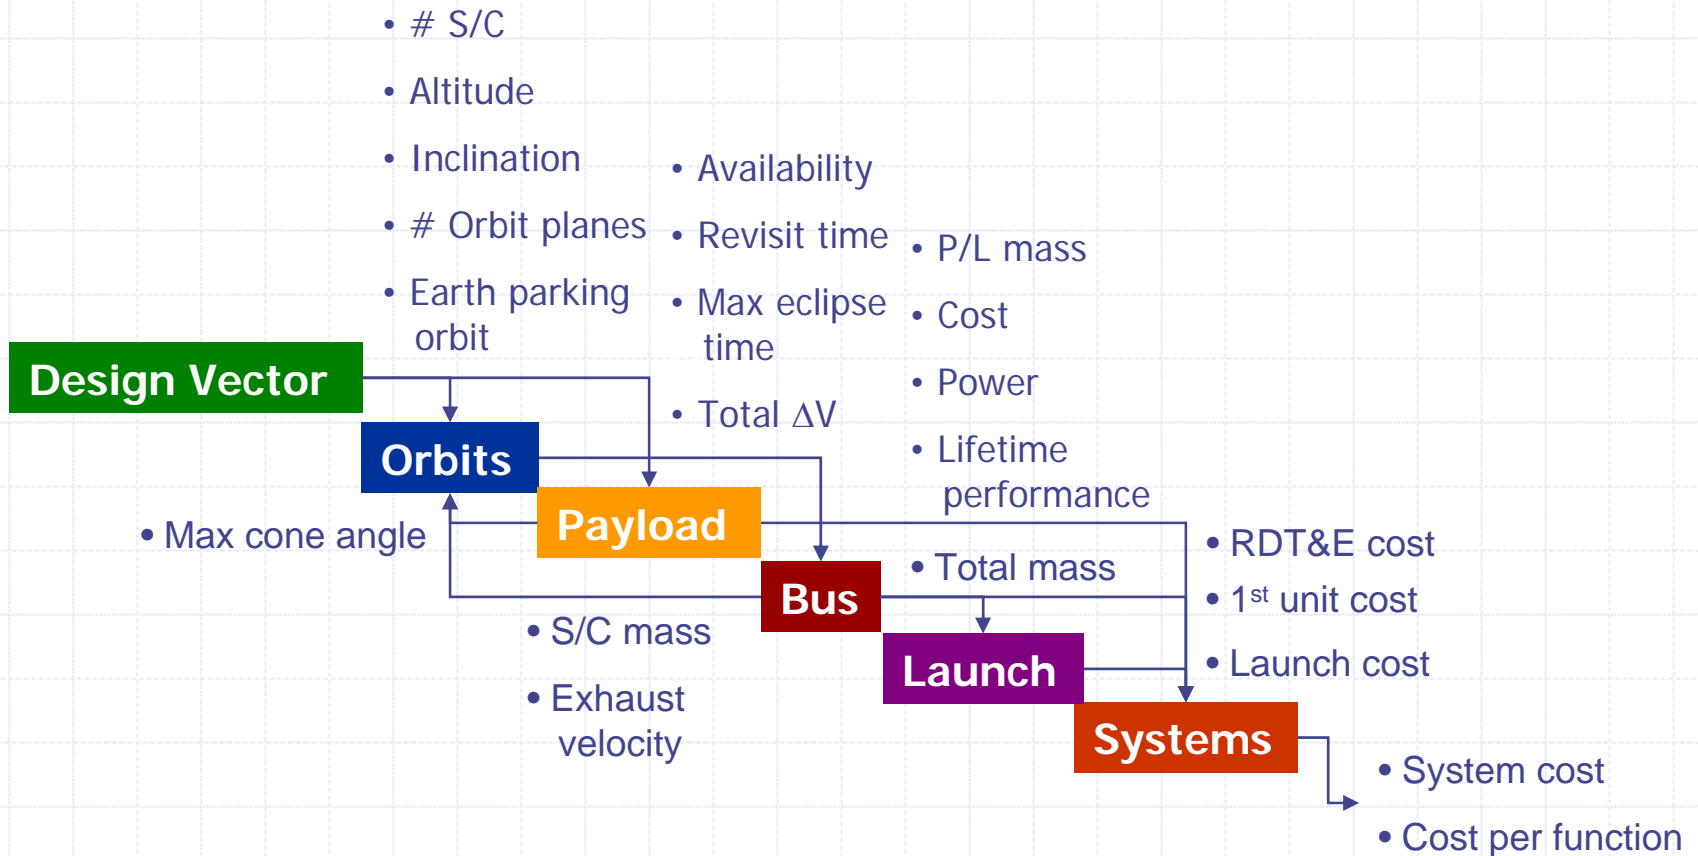 • # S/C
• Altitude
• Inclination
• # Orbit planes
• Earth parking
orbit
• Availability
• Revisit time
• Max eclipse
time
• Total ΔV
• P/L mass
• Cost
• Power
• Lifetime
performance
Design Vector
Orbits
Payload
Bus
Launch
Systems
• Max cone angle
• S/C mass
• Exhaust
velocity
• Total mass
• RDT&E cost
• 1st unit cost
• Launch cost
• System cost
• Cost per function